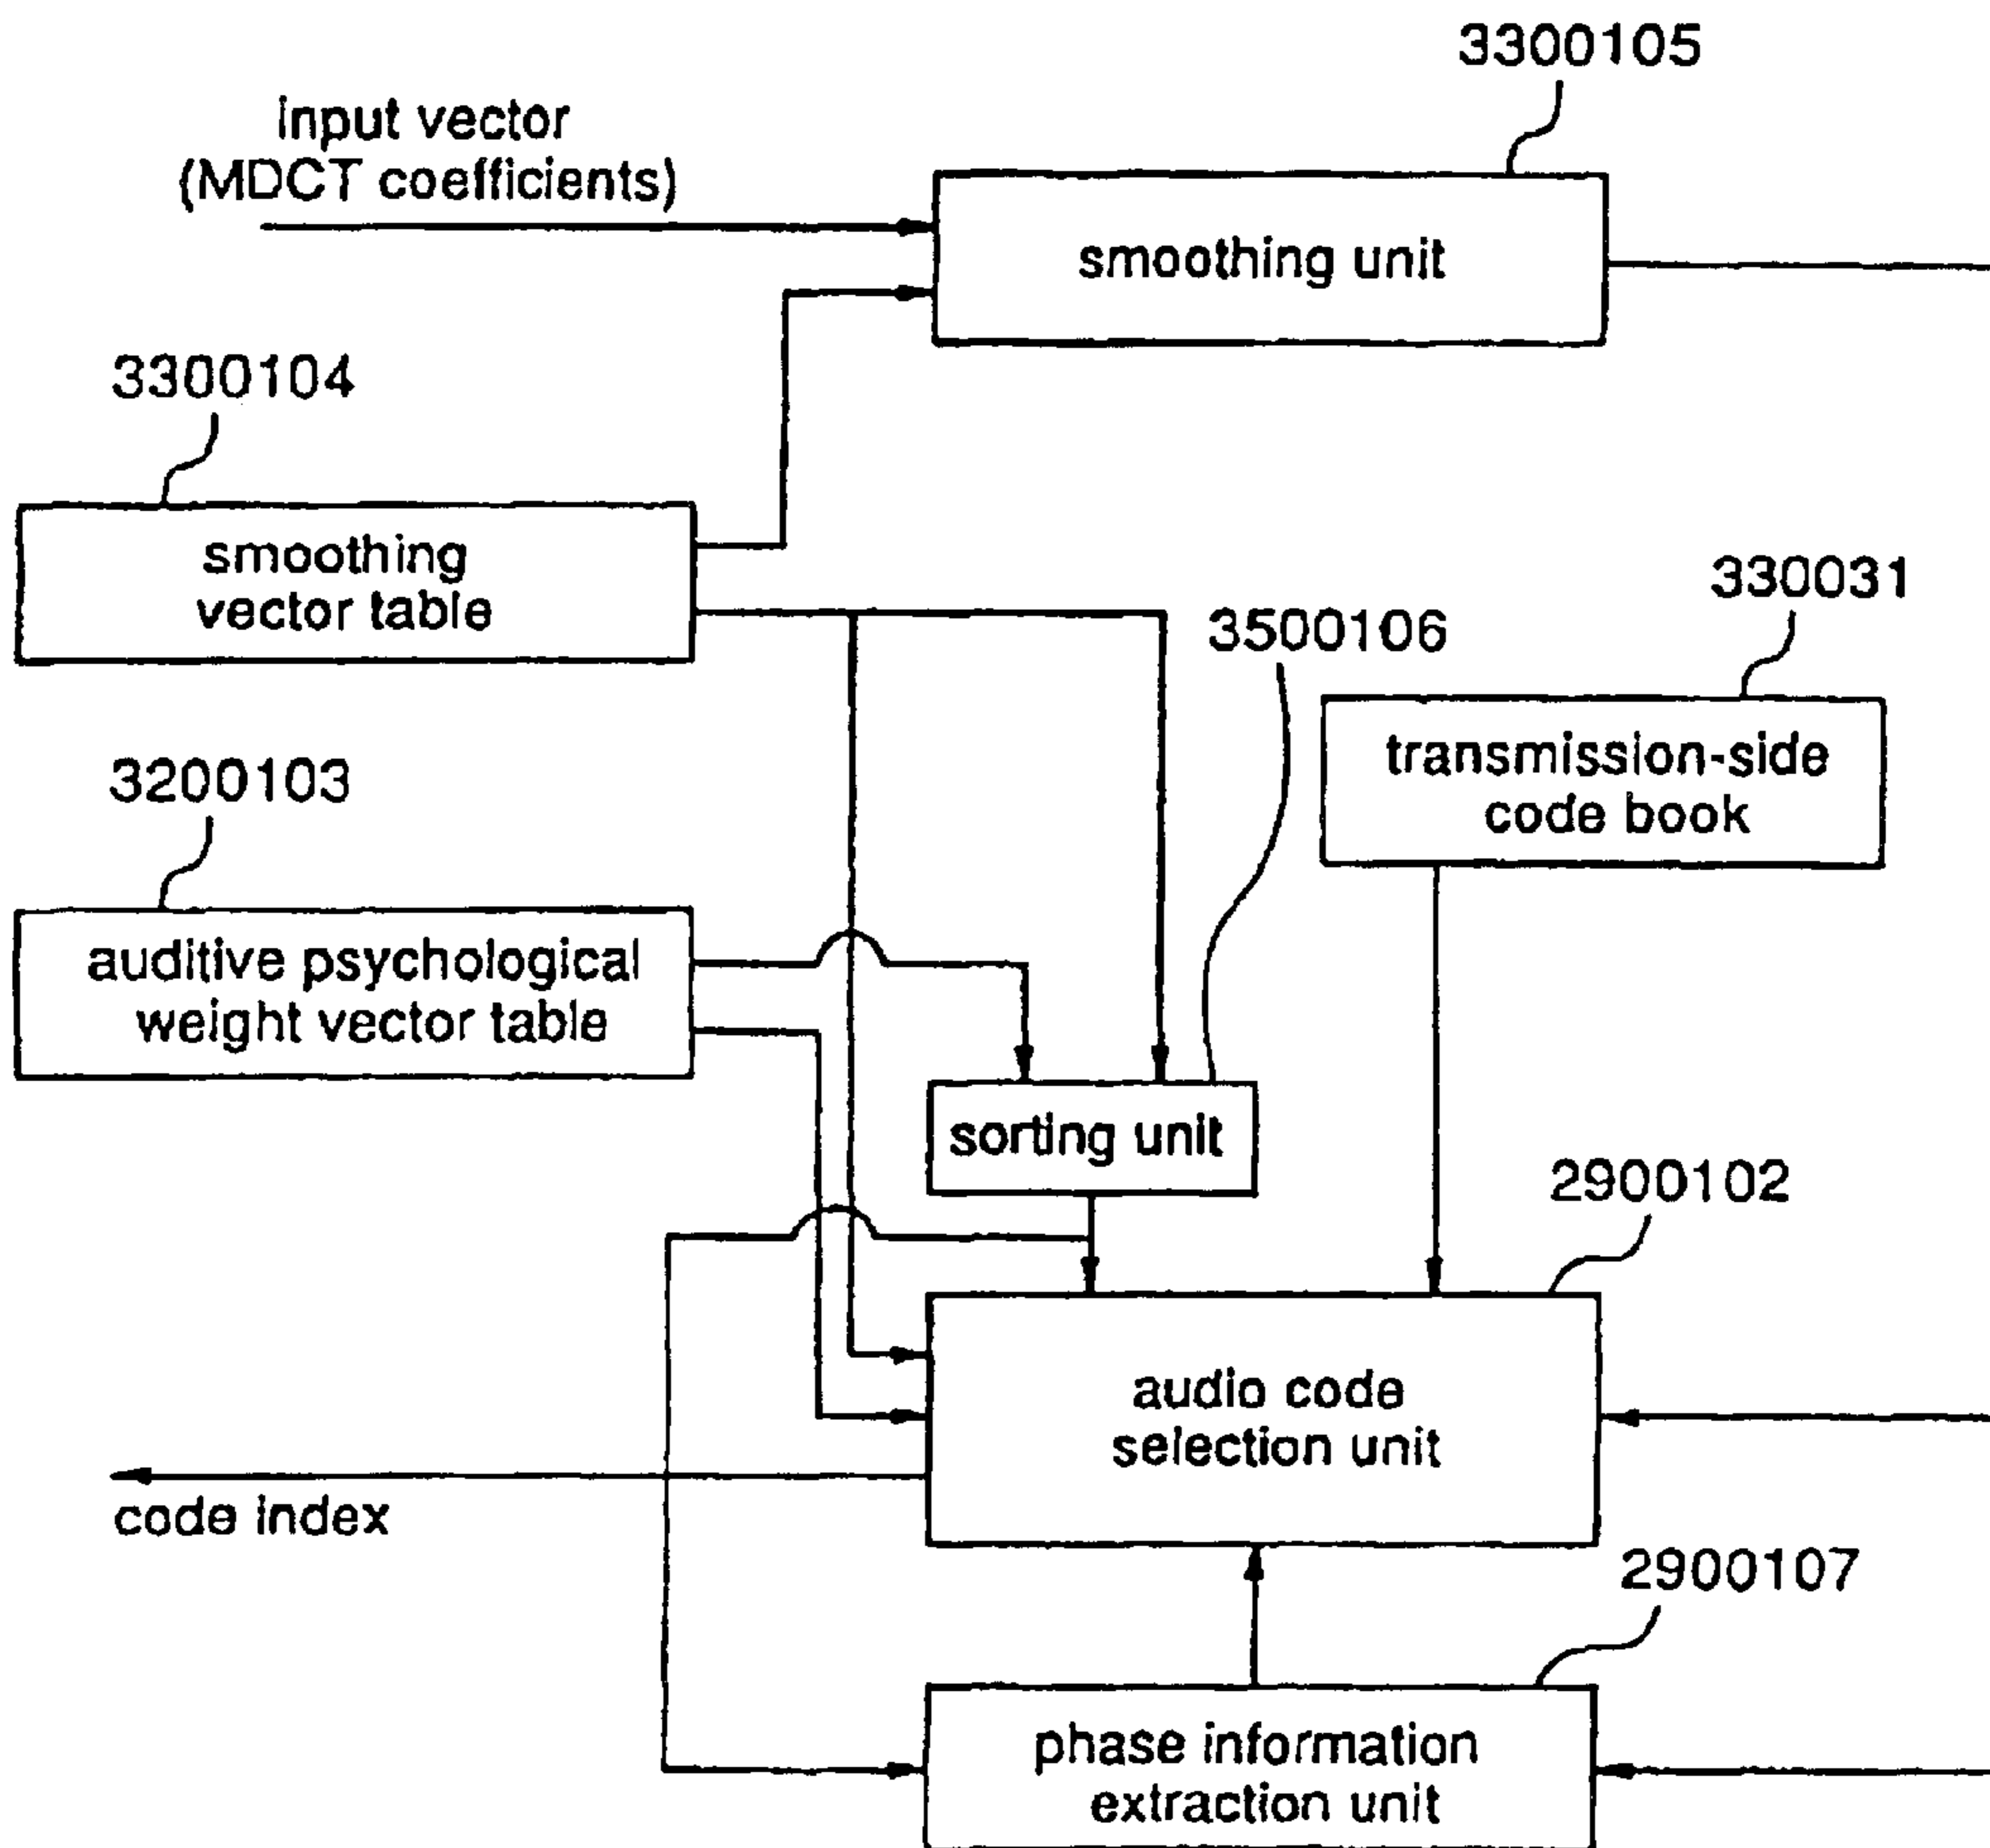 3300105
input vector
(MDCT coefficients)
smoothing unit
3300104
smoothing
vector table
330031
3500106
transmission-side
code book
3200103
auditive psychological
weight vector table
sorting unit
2900102
audio code
selection unit
code index
2900107
phase information
extraction unit